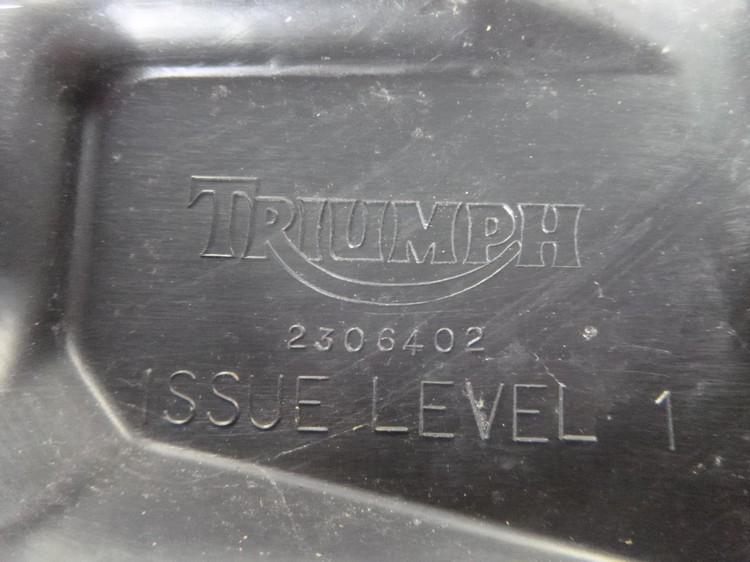 TRIUMPH
2306402
ISSUE LEVEL 1